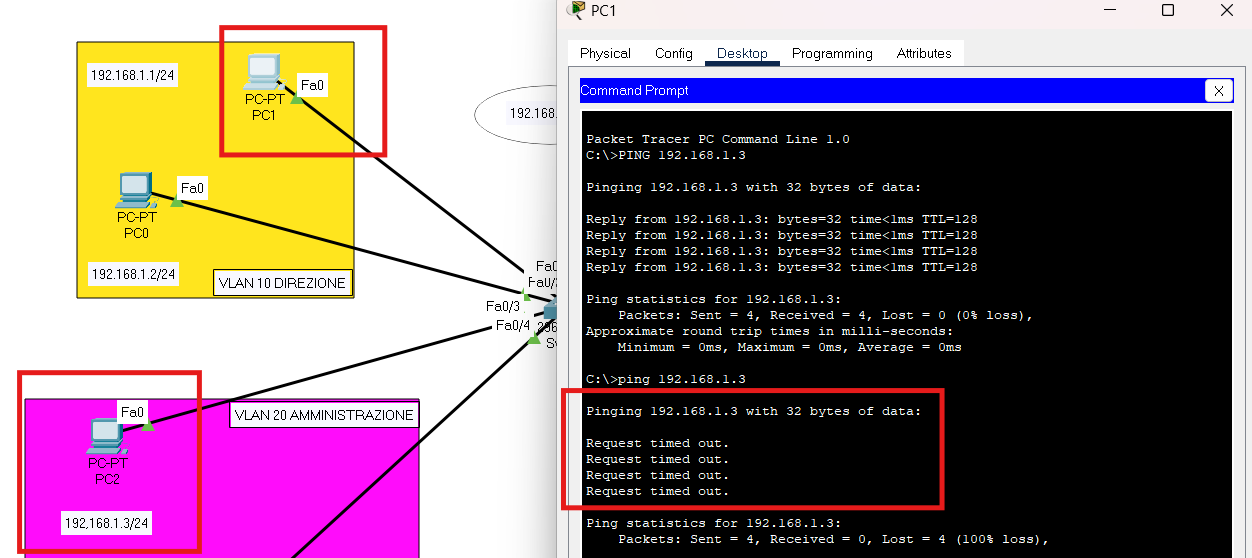 192.168.1.1/24
Fa0
PC-PT
PC1
Fa0
PC-PT
PC0
192.168.1.2/24
VLAN 10 DIREZIONE
192.168.
Fa0/3
Fa0/4
VLAN 20 AMMINISTRAZIONE
Fa0
PC-PT
PC2
192,168.1.3/24
PC1
Physical
Config
Desktop
Programming
Attributes
Command Prompt
X
Packet Tracer PC Command Line 1.0
C:\>PING 192.168.1.3
Pinging 192.168.1.3 with 32 bytes of data:
Reply from 192.168.1.3: bytes=32 time<1ms TTL=128
Reply from 192.168.1.3: bytes=32 time<1ms TTL=128
Reply from 192.168.1.3: bytes=32 time<1ms TTL=128
Reply from 192.168.1.3: bytes=32 time<1ms TTL=128
Ping statistics for 192.168.1.3:
Packets: Sent = 4, Received = 4, Lost = 0 (0% loss),
Approximate round trip times in milli-seconds:
Minimum = 0ms, Maximum = 0ms, Average = 0ms
C:\>ping 192.168.1.3
Pinging 192.168.1.3 with 32 bytes of data:
Request timed out.
Request timed out.
Request timed out.
Request timed out.
Ping statistics for 192.168.1.3:
Packets: Sent = 4, Received = 0, Lost = 4 (100% loss),